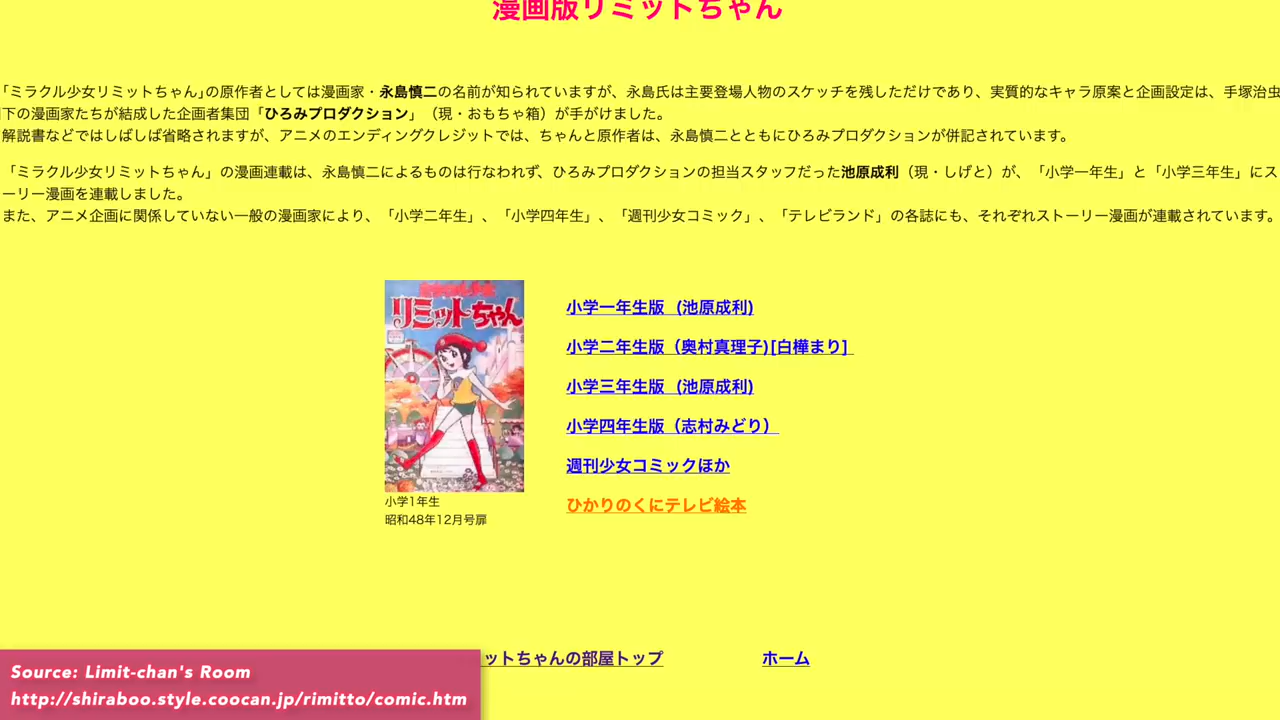 漫画版リミットちゃん
「ミラクル少女リミットちゃん」の原作者としては漫画家・永島慎二の名前が知られていますが、永島氏は主要登場人物のスケッチを残しただけであり、実質的なキャラ原案と企画設定は、手塚治虫
下の漫画家たちが結成した企画者集団「ひろみプロダクション」（現・おもちゃ箱）が手がけました。
解説書などではしばしば省略されますが、アニメのエンディングクレジットでは、ちゃんと原作者は、永島慎二とともにひろみプロダクションが併記されています。
「ミラクル少女リミットちゃん」の漫画連載は、永島慎二によるものは行なわれず、ひろみプロダクションの担当スタッフだった池原成利（現・しげと）が、「小学一年生」と「小学三年生」にス
ーリー漫画を連載しました。
また、アニメ企画に関係していない一般の漫画家により、「小学二年生」、「小学四年生」、「週刊少女コミック」、「テレビランド」の各誌にも、それぞれストーリー漫画が連載されています。
リミットちゃん
小学1年生
昭和48年12月号扉
小学一年生版 (池原成利)
小学二年生版（奥村真理子)[白樺まり]
小学三年生版 (池原成利)
小学四年生版（志村みどり）
週刊少女コミックほか
ひかりのくにテレビ絵本
ットちゃんの部屋トップ ホーム
Source: Limit-chan's Room
http://shiraboo.style.coocan.jp/rimitto/comic.htm